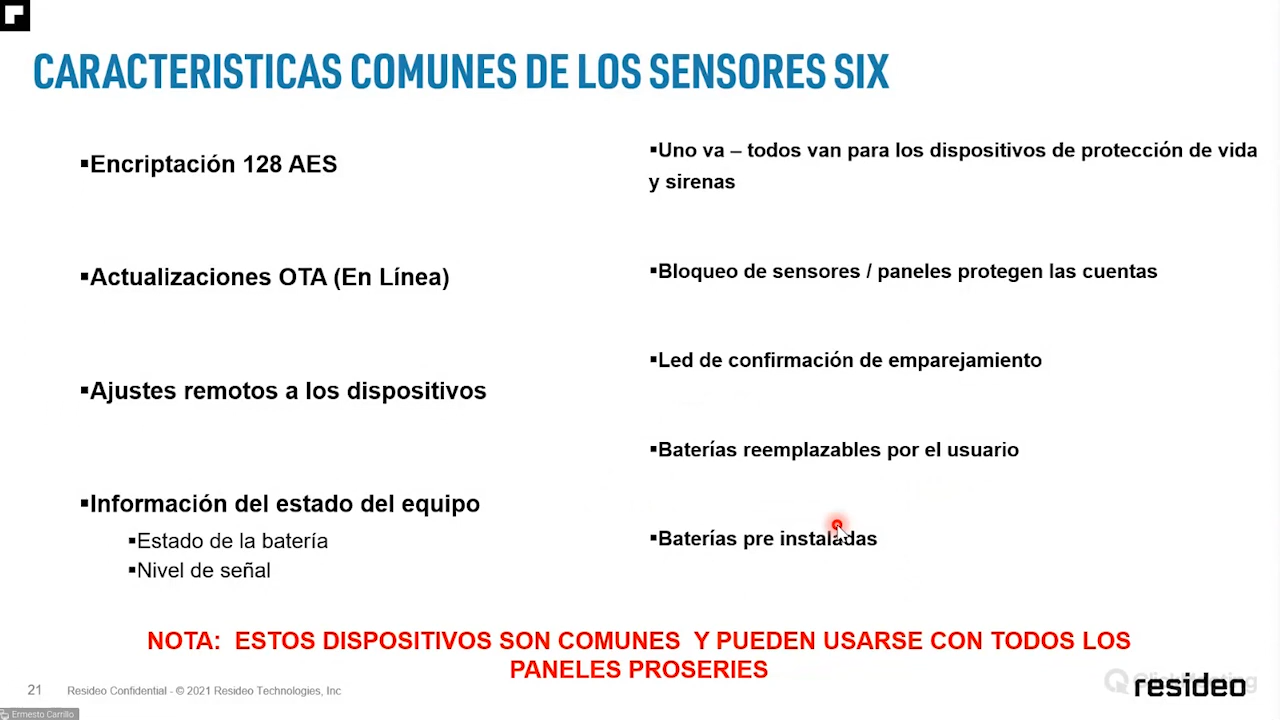 CARACTERISTICAS COMUNES DE LOS SENSORES SIX
▪Encriptación 128 AES
▪Actualizaciones OTA (En Línea)
▪Ajustes remotos a los dispositivos
▪Información del estado del equipo
▪Estado de la batería
▪Nivel de señal
▪Uno va – todos van para los dispositivos de protección de vida
y sirenas
▪Bloqueo de sensores / paneles protegen las cuentas
▪Led de confirmación de emparejamiento
▪Baterías reemplazables por el usuario
▪Baterías pre instaladas
NOTA: ESTOS DISPOSITIVOS SON COMUNES Y PUEDEN USARSE CON TODOS LOS
PANELES PROSERIES
21
Resideo Confidential - © 2021 Resideo Technologies, Inc
resideo
Ermesto Carrillo